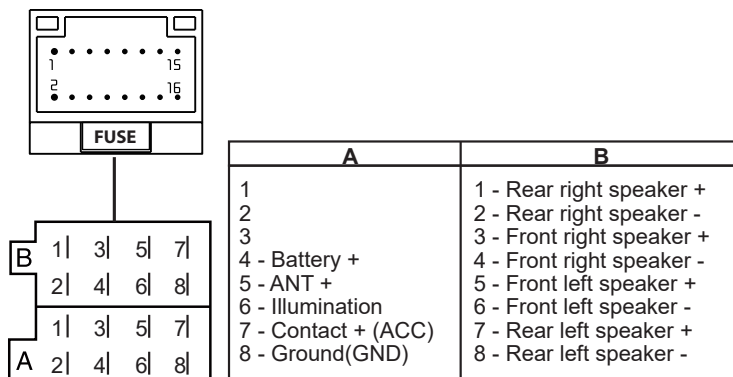 1 15
2 16
FUSE
B 1 3 5 7
2 4 6 8
1 3 5 7
A 2 4 6 8
A B
1 1 - Rear right speaker +
2 2 - Rear right speaker -
3 3 - Front right speaker +
4 - Battery + 4 - Front right speaker -
5 - ANT + 5 - Front left speaker +
6 - Illumination 6 - Front left speaker -
7 - Contact + (ACC) 7 - Rear left speaker +
8 - Ground(GND) 8 - Rear left speaker -